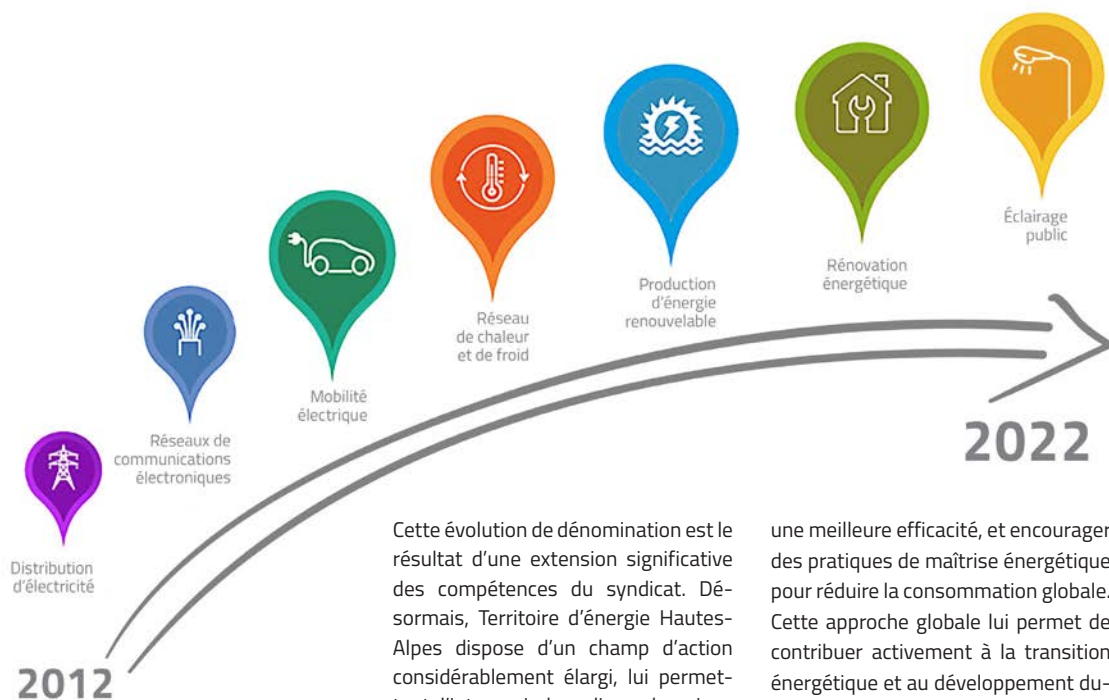 Distribution
d'électricité
Réseaux de
communications
électroniques
Mobilité
électrique
Réseau
de chaleur
et de froid
Production
d'énergie
renouvelable
Rénovation
énergétique
Éclairage
public
2012
2022
Cette évolution de dénomination est le
résultat d'une extension significative
des compétences du syndicat. Dé-
sormais, Territoire d'énergie Hautes-
Alpes dispose d'un champ d'action
considérablement élargi, lui permet-
une meilleure efficacité, et encourager
des pratiques de maîtrise énergétique
pour réduire la consommation globale.
Cette approche globale lui permet de
contribuer activement à la transition
énergétique et au développement du-